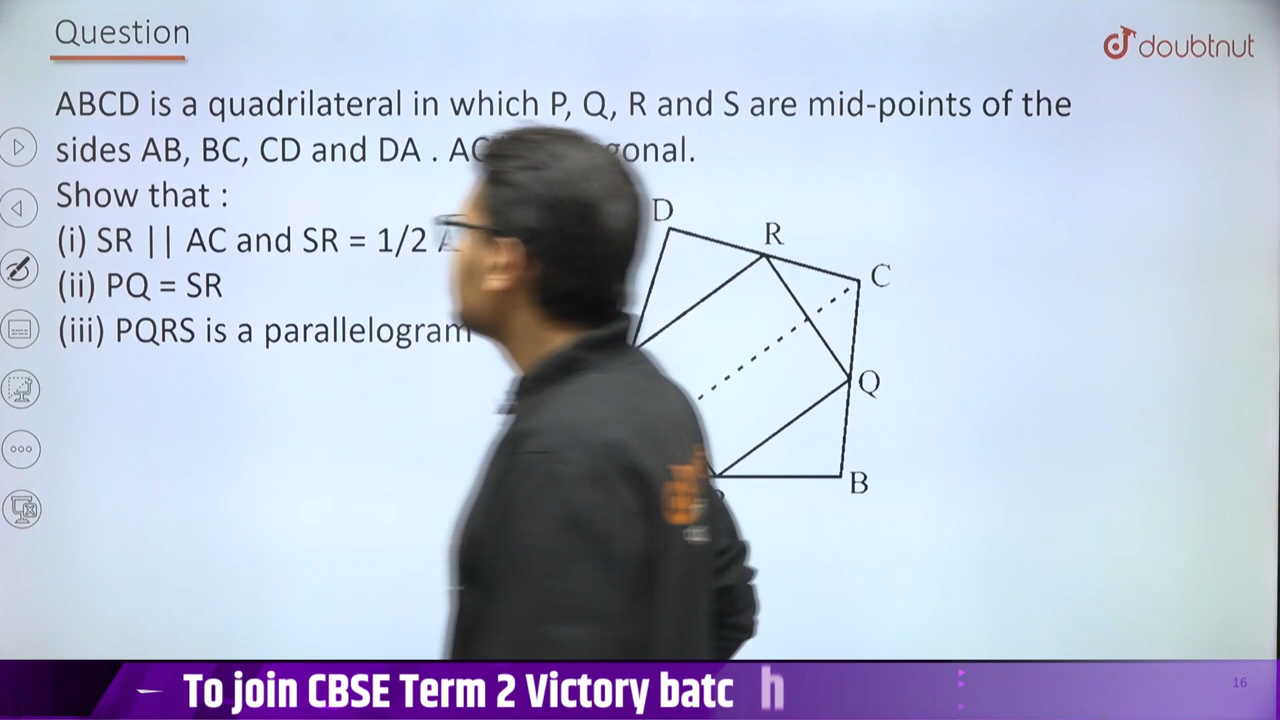 Question
doubtnut
ABCD is a quadrilateral in which P, Q, R and S are mid-points of the
sides AB, BC, CD and DA . AC
Show that :
(i) SR || AC and SR = 1/2
(ii) PQ = SR
(iii) PQRS is a parallelogram
D
R
C
Q
B
To join CBSE Term 2 Victory batc h
16